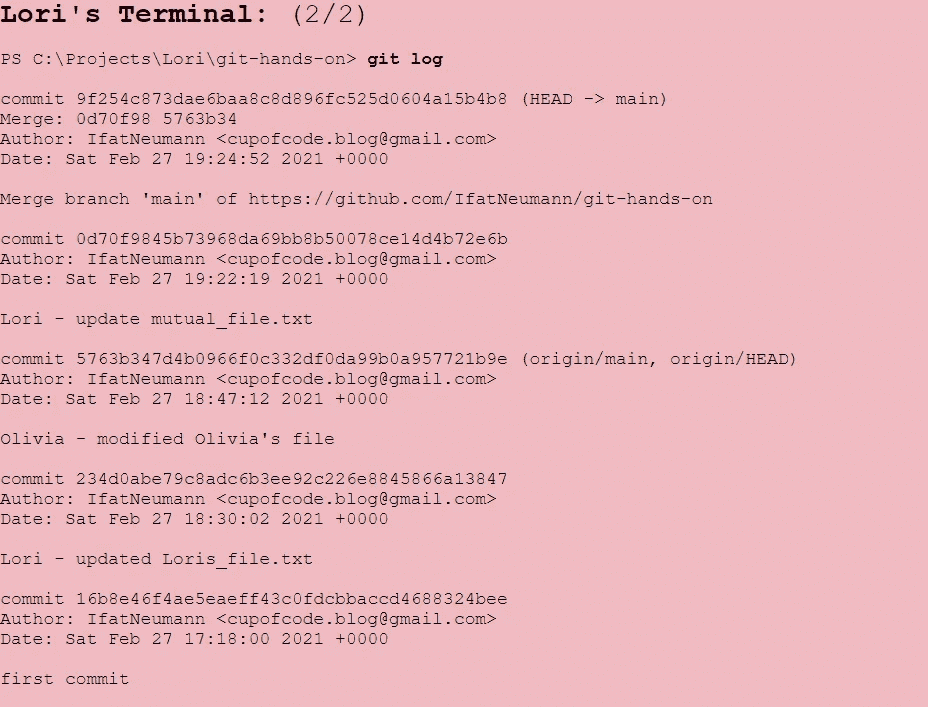 Lori's Terminal: (2/2)
PS C:\Projects\Lori\git-hands-on> git log
commit 9f254c873dae6baa8c8d896fc525d0604a15b4b8 (HEAD -> main)
Merge: 0d70f98 5763b34
Author: IfatNeumann <cupofcode.blog@gmail.com>
Date: Sat Feb 27 19:24:52 2021 +0000
Merge branch 'main' of https://github.com/IfatNeumann/git-hands-on
commit 0d70f9845b73968da69bb8b50078ce14d4b72e6b
Author: IfatNeumann <cupofcode.blog@gmail.com>
Date: Sat Feb 27 19:22:19 2021 +0000
Lori - update mutual_file.txt
commit 5763b347d4b0966f0c332df0da99b0a957721b9e (origin/main, origin/HEAD)
Author: IfatNeumann <cupofcode.blog@gmail.com>
Date: Sat Feb 27 18:47:12 2021 +0000
Olivia - modified Olivia's file
commit 234d0abe79c8adc6b3ee92c226e8845866a13847
Author: IfatNeumann <cupofcode.blog@gmail.com>
Date: Sat Feb 27 18:30:02 2021 +0000
Lori - updated Loris_file.txt
commit 16b8e46f4ae5eaeff43c0fdcbbaccd4688324bee
Author: IfatNeumann <cupofcode.blog@gmail.com>
Date: Sat Feb 27 17:18:00 2021 +0000
first commit